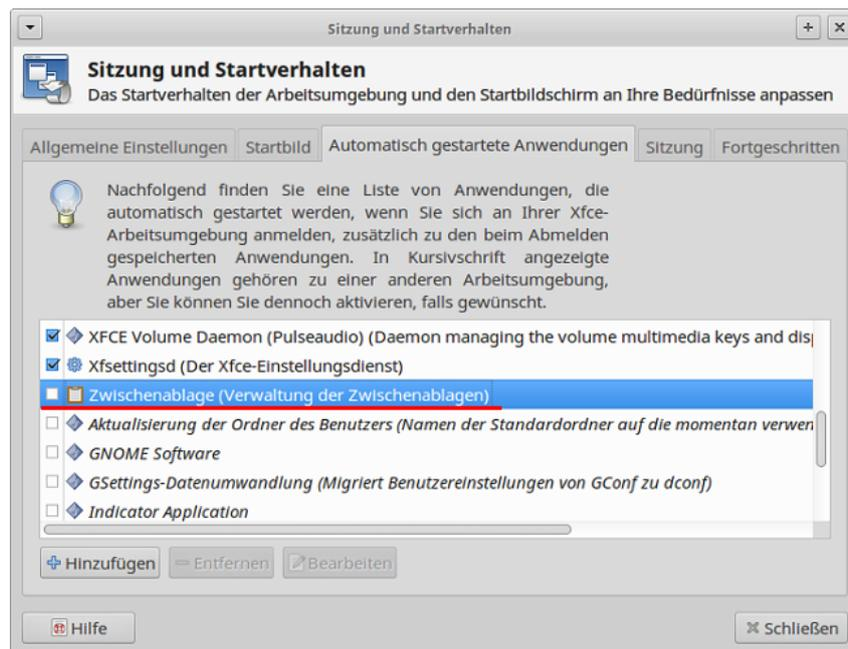 Sitzung und Startverhalten
Sitzung und Startverhalten
Das Startverhalten der Arbeitsumgebung und den Startbildschirm an Ihre Bedürfnisse anpassen
Allgemeine Einstellungen Startbild Automatisch gestartete Anwendungen Sitzung Fortgeschritten
Nachfolgend finden Sie eine Liste von Anwendungen, die
automatisch gestartet werden, wenn Sie sich an Ihrer Xfce-
Arbeitsumgebung anmelden, zusätzlich zu den beim Abmelden
gespeicherten Anwendungen. In Kursivschrift angezeigte
Anwendungen gehören zu einer anderen Arbeitsumgebung,
aber Sie können Sie dennoch aktivieren, falls gewünscht.
XFCE Volume Daemon (Pulseaudio) (Daemon managing the volume multimedia keys and
Xfsettingsd (Der Xfce-Einstellungsdienst)
Zwischenablage (Verwaltung der Zwischenablagen)
Aktualisierung der Ordner des Benutzers (Namen der Standardordner auf die momentan
GNOME Software
GSettings-Datenumwandlung (Migriert Benutzereinstellungen von GConf zu dconf)
Indicator Application
Hinzufügen Entfernen Bearbeiten
Hilfe Schließen